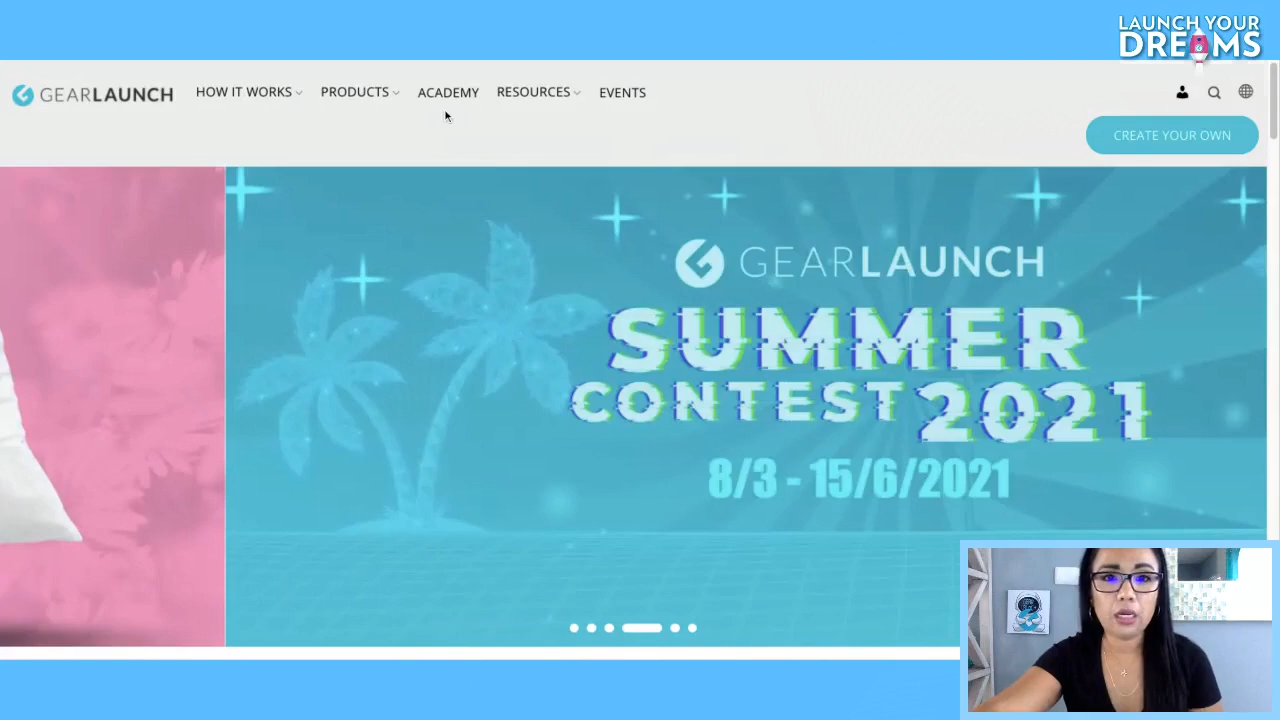 LAUNCH YOUR
DREAMS
GEARLAUNCH
HOW IT WORKS
PRODUCTS
ACADEMY
RESOURCES
EVENTS
CREATE YOUR OWN
GEARLAUNCH
SUMMER
CONTEST 2021
8/3 - 15/6/2021